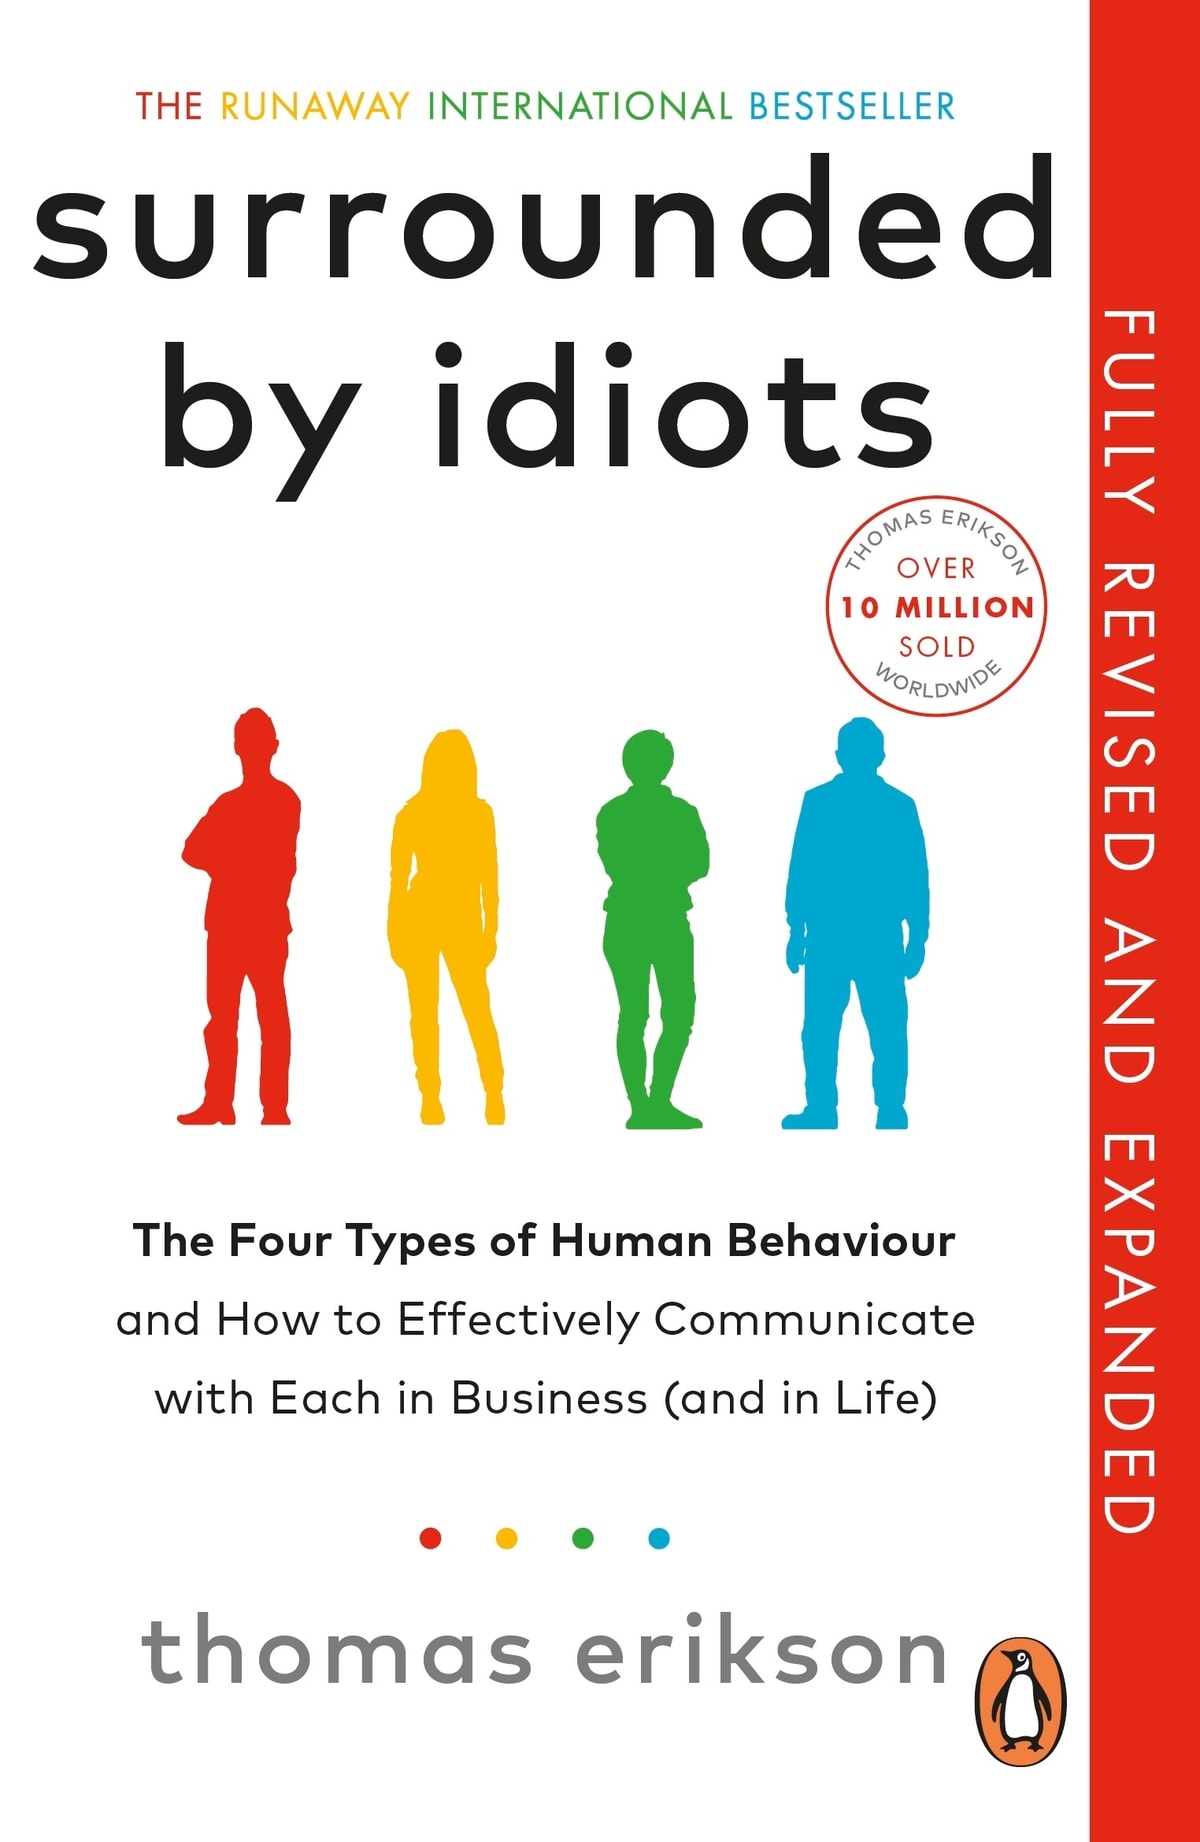 THE RUNAWAY INTERNATIONAL BESTSELLER
surrounded
by idiots
THOMAS ERIKSON
OVER
10 MILLION
SOLD
WORLDWIDE
The Four Types of Human Behaviour
and How to Effectively Communicate
with Each in Business (and in Life)
thomas erikson
FULLY REVISED AND EXPANDED